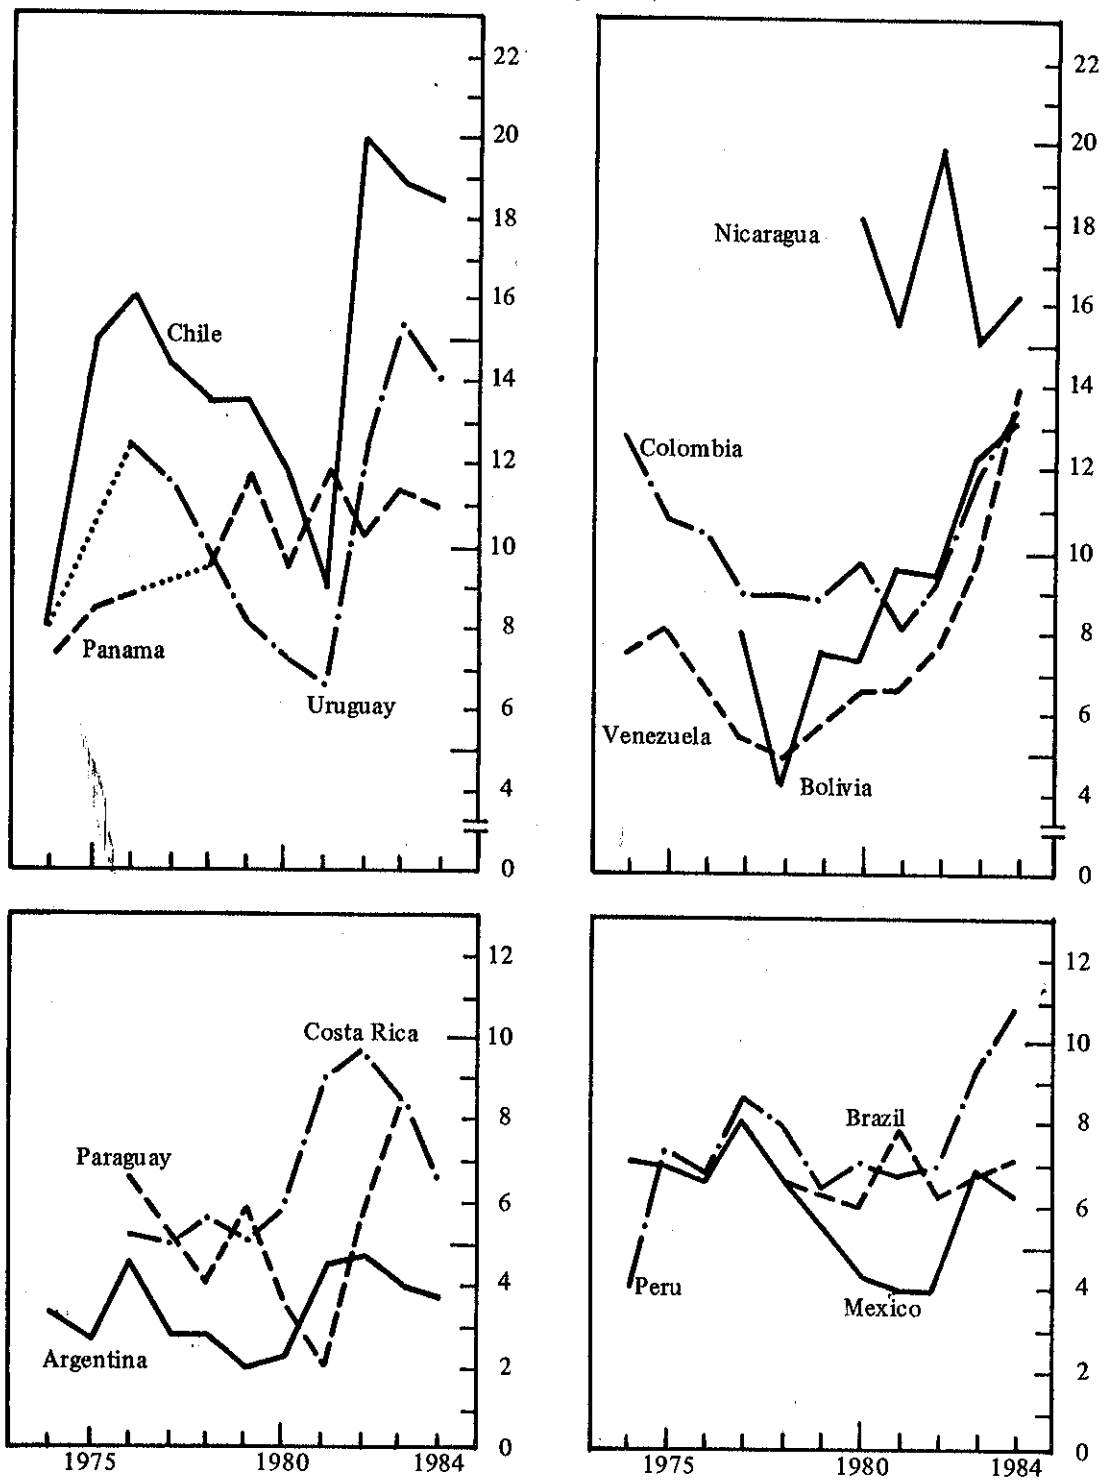 22
20
18
16
14
12
10
8
6
4
0
Chile
Panama
Uruguay
22
20
18
16
14
12
10
8
6
4
0
Nicaragua
Colombia
Venezuela
Bolivia
12
10
8
6
4
2
0
Costa Rica
Paraguay
Argentina
1975 1980 1984
12
10
8
6
4
2
0
Brazil
Peru
Mexico
1975 1980 1984